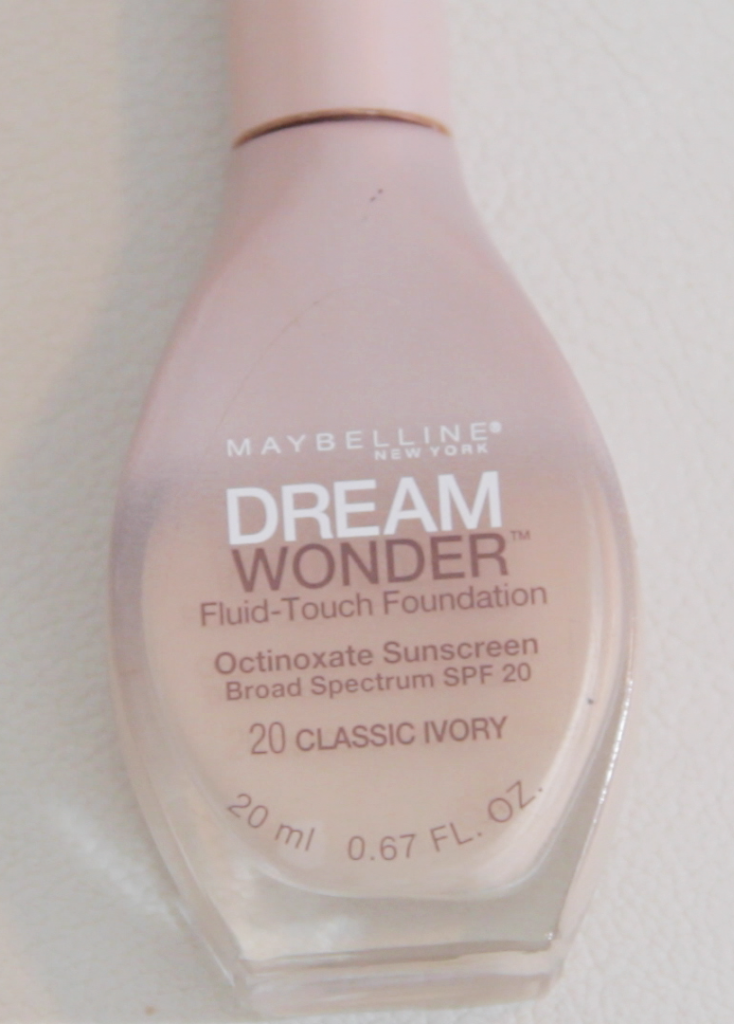 MAYBELLINE®
NEW YORK
DREAM
WONDER™
Fluid-Touch Foundation
Octinoxate Sunscreen
Broad Spectrum SPF 20
20 CLASSIC IVORY
20 ml 0.67 FL. OZ.